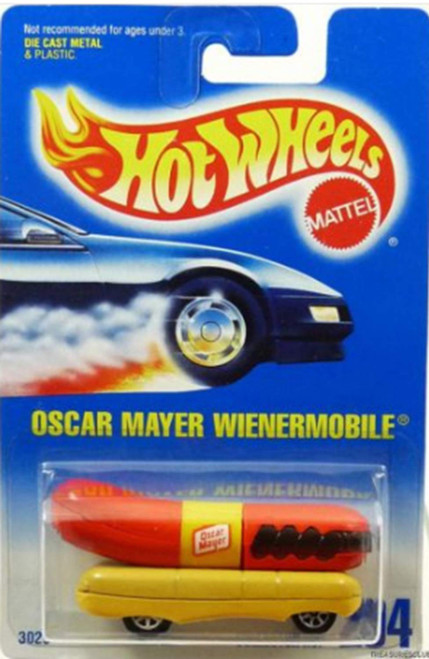 Not recommended for ages under 3.
DIE CAST METAL
& PLASTIC.
HOT WHEELS
MATTEL
®
OSCAR MAYER WIENERMOBILE®
Oscar
Mayer
302
04